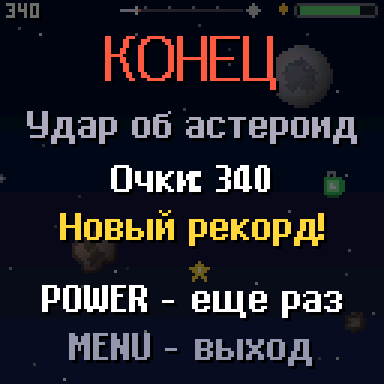 340
КОНЕЦ
Удар об астероид
Очки: 340
Новый рекорд!
POWER - еще раз
MENU - выход